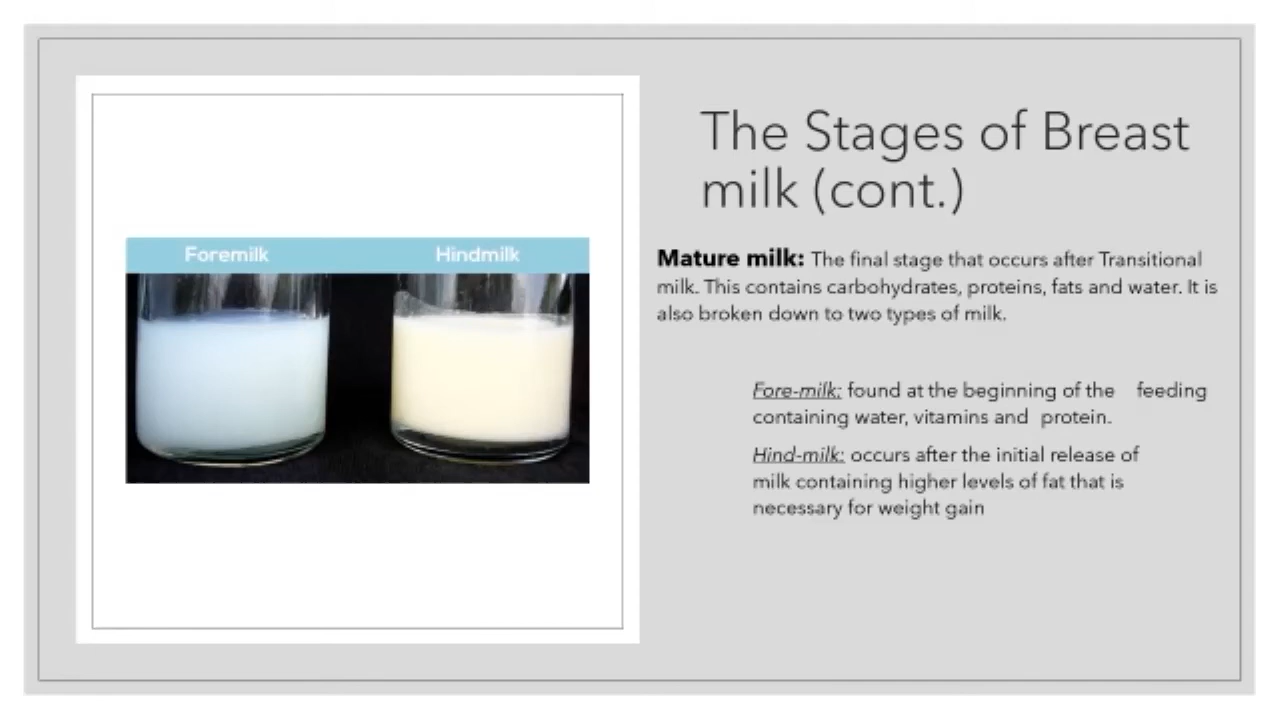 The Stages of Breast
milk (cont.)
Foremilk
Hindmilk
Mature milk: The final stage that occurs after Transitional
milk. This contains carbohydrates, proteins, fats and water. It is
also broken down to two types of milk.
Fore-milk: found at the beginning of the feeding
containing water, vitamins and protein.
Hind-milk: occurs after the initial release of
milk containing higher levels of fat that is
necessary for weight gain